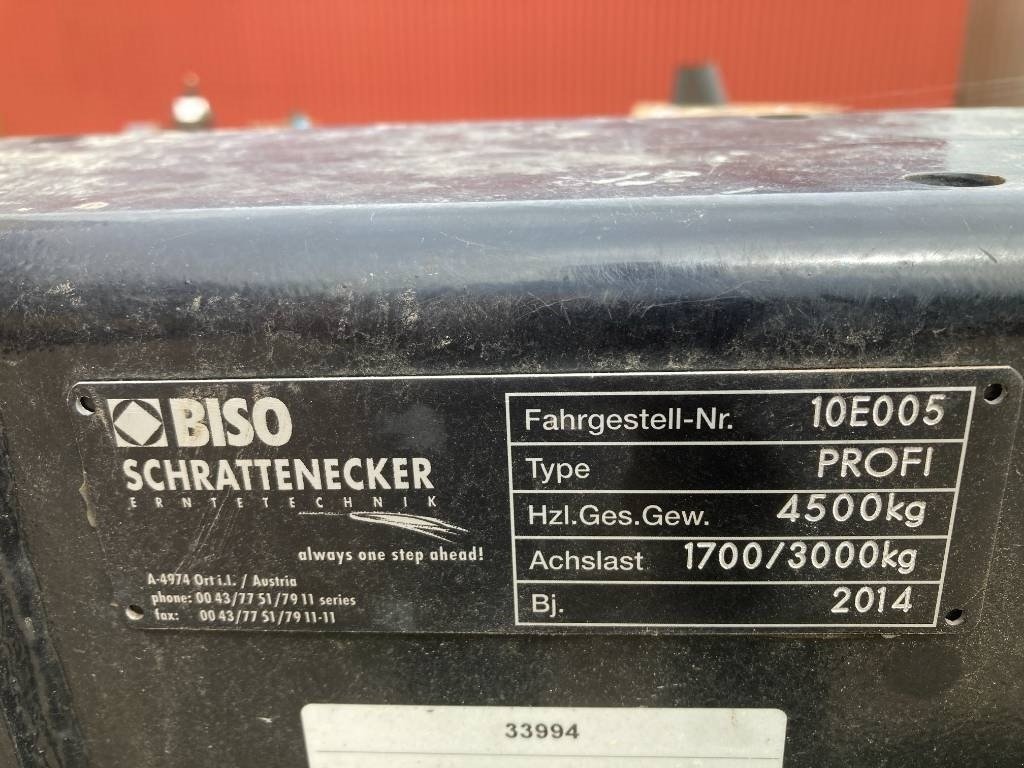 BISO
SCHRATTENECKER
ERNTETECHNIK
always one step ahead!
A-4974 Ort i.I. / Austria
phone: 00 43/77 51/79 11 series
fax: 00 43/77 51/79 11-11
Fahrgestell-Nr. 10E005
Type PROFI
Hzl.Ges.Gew. 4500kg
Achslast 1700/3000kg
Bj. 2014
33994